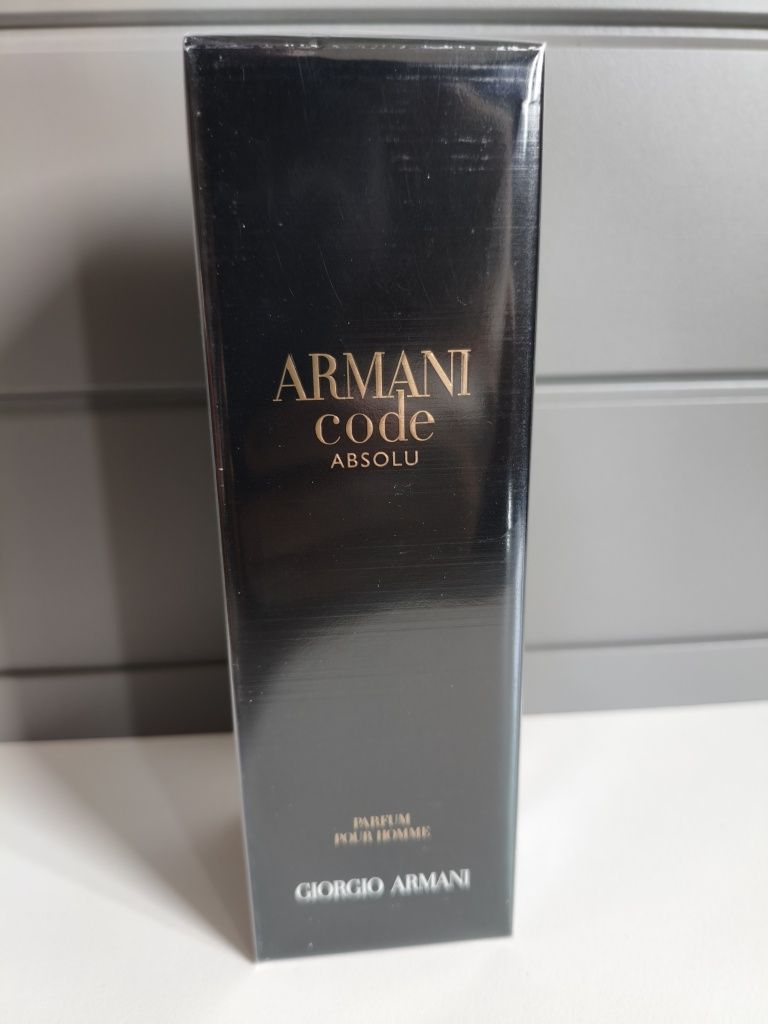 ARMANI
code
ABSOLU
PARFUM
POUR HOMME
GIORGIO ARMANI